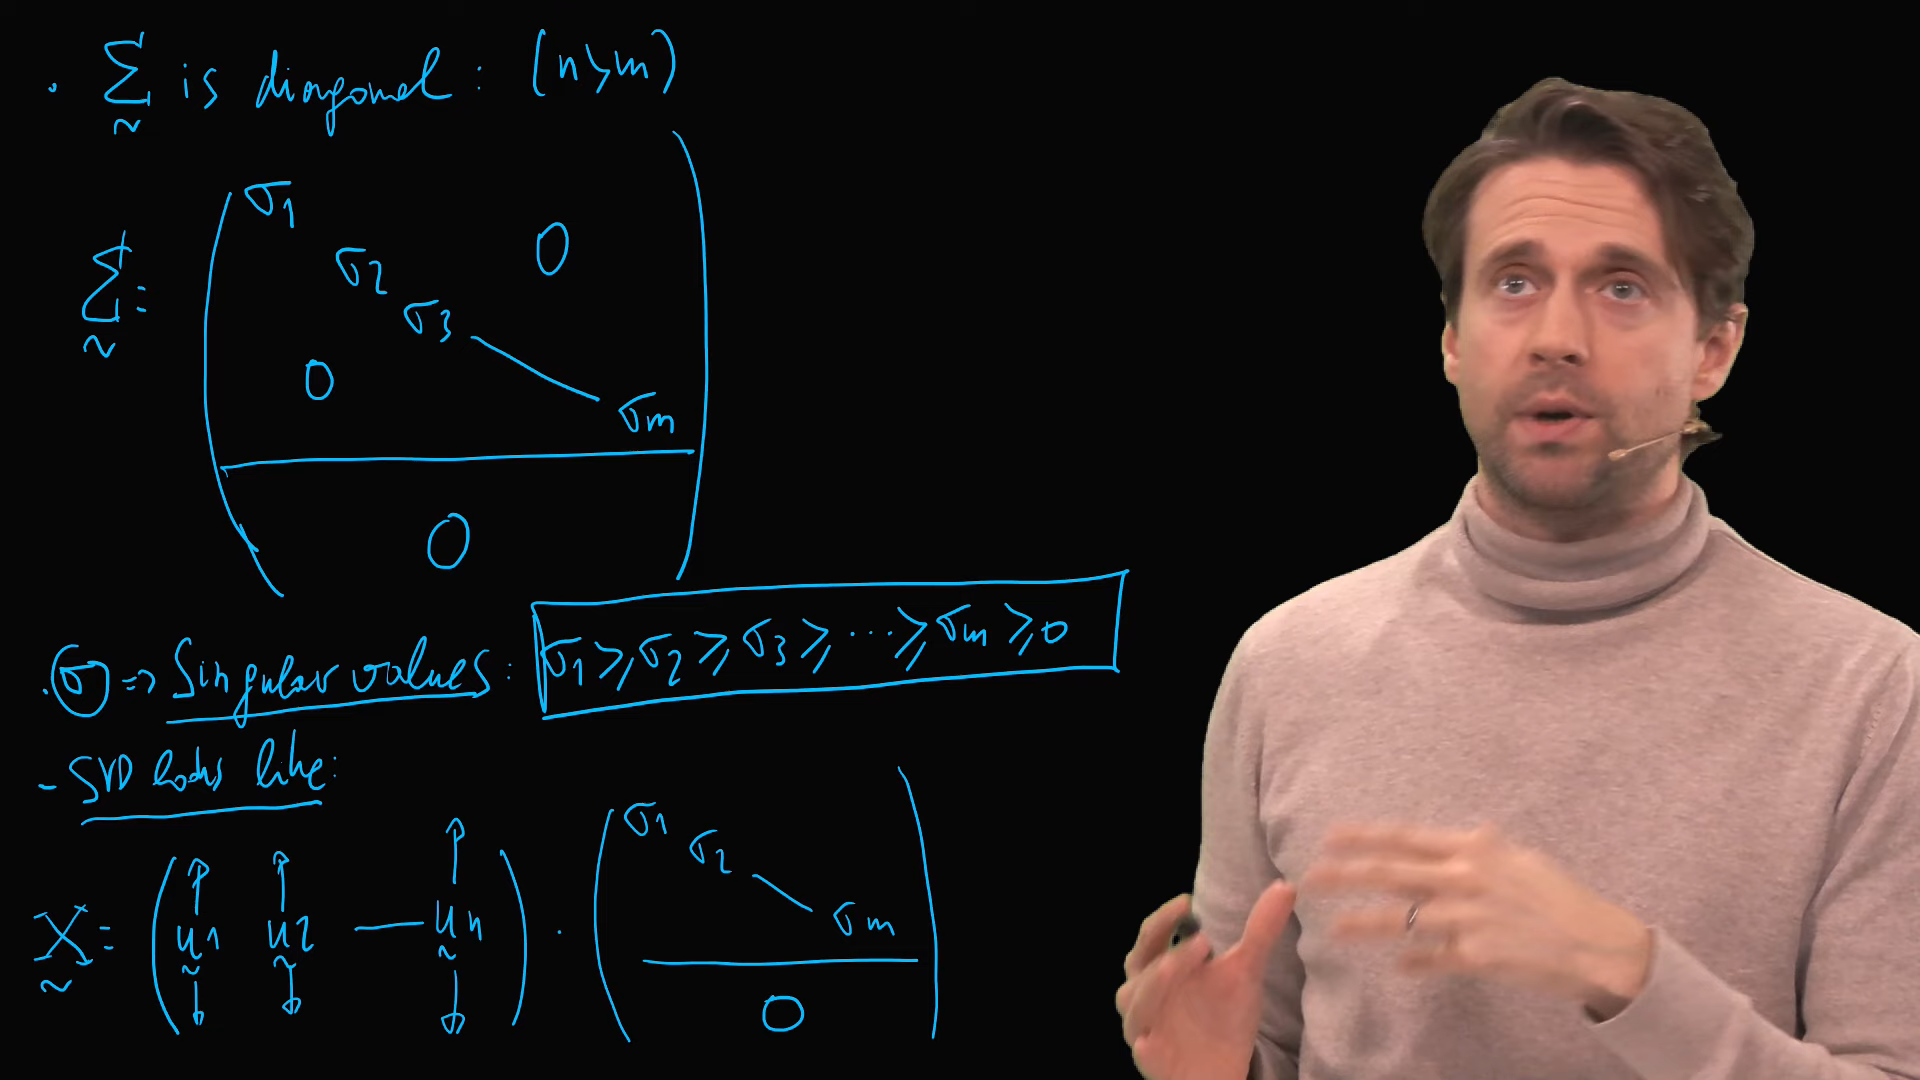 . Σ is diagonal : (n>m)
σ1
σ2 0
Σ = σ3
0 σm
0
. σ => Singular values : σ1 ⩾ σ2 ⩾ σ3 ⩾ ... ⩾ σm ⩾ 0
- SVD looks like :
X = (u1 u2 — un) . (σ1 σ2 σm 0)